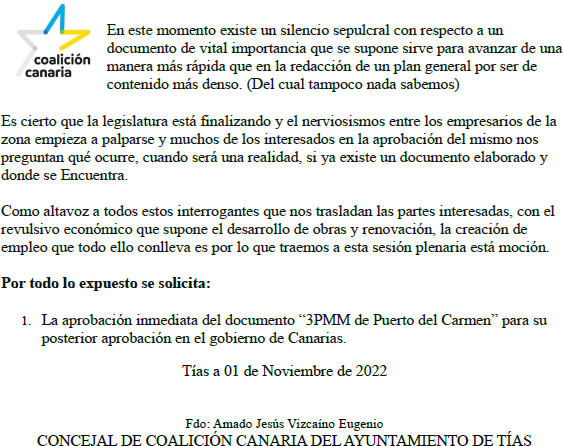 coalición
canaria
En este momento existe un silencio sepulcral con respecto a un
documento de vital importancia que se supone sirve para avanzar de una
manera más rápida que en la redacción de un plan general por ser de
contenido más denso. (Del cual tampoco nada sabemos)
Es cierto que la legislatura está finalizando y el nerviosismos entre los empresarios de la
zona empieza a palparse y muchos de los interesados en la aprobación del mismo nos
preguntan qué ocurre, cuando será una realidad, si ya existe un documento elaborado y
donde se Encuentra.
Como altavoz a todos estos interrogantes que nos trasladan las partes interesadas, con el
revulsivo económico que supone el desarrollo de obras y renovación, la creación de
empleo que todo ello conlleva es por lo que traemos a esta sesión plenaria está moción.
Por todo lo expuesto se solicita:
1. La aprobación inmediata del documento “3PMM de Puerto del Carmen” para su
posterior aprobación en el gobierno de Canarias.
Tías a 01 de Noviembre de 2022
Fdo: Amado Jesús Vizcaíno Eugenio
CONCEJAL DE COALICIÓN CANARIA DEL AYUNTAMIENTO DE TÍAS